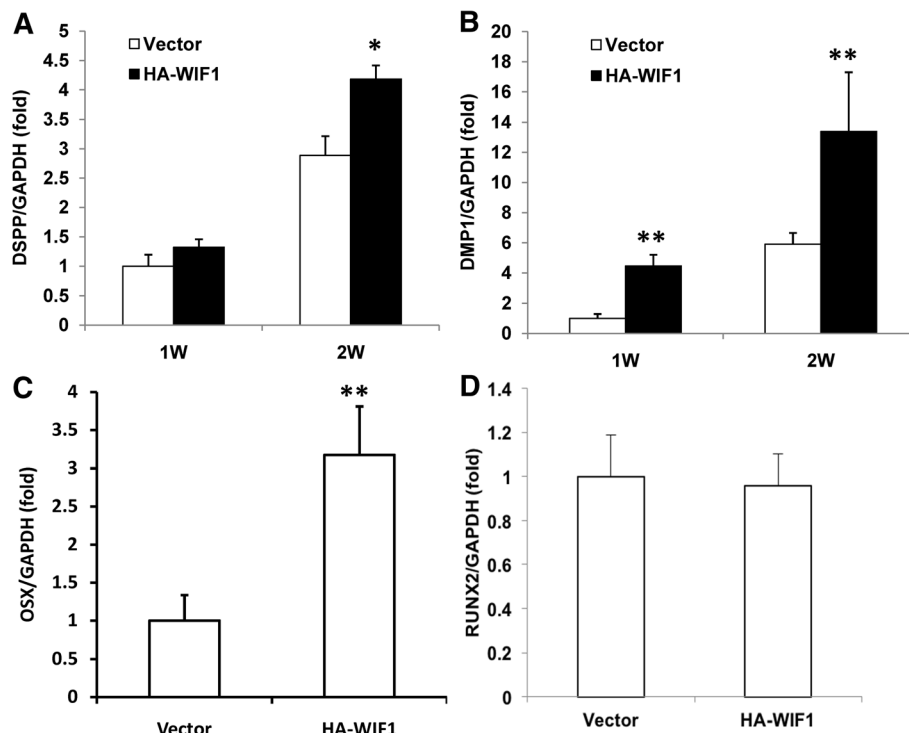 A
DSPP/GAPDH (fold)
5
4.5
4
3.5
3
2.5
2
1.5
1
0.5
0
Vector
HA-WIF1
*
1W
2W
B
DMP1/GAPDH (fold)
20
18
16
14
12
10
8
6
4
2
0
Vector
HA-WIF1
**
**
1W
2W
C
OSX/GAPDH (fold)
4
3.5
3
2.5
2
1.5
1
0.5
0
**
Vector
HA-WIF1
D
RUNX2/GAPDH (fold)
1.4
1.2
1
0.8
0.6
0.4
0.2
0
Vector
HA-WIF1